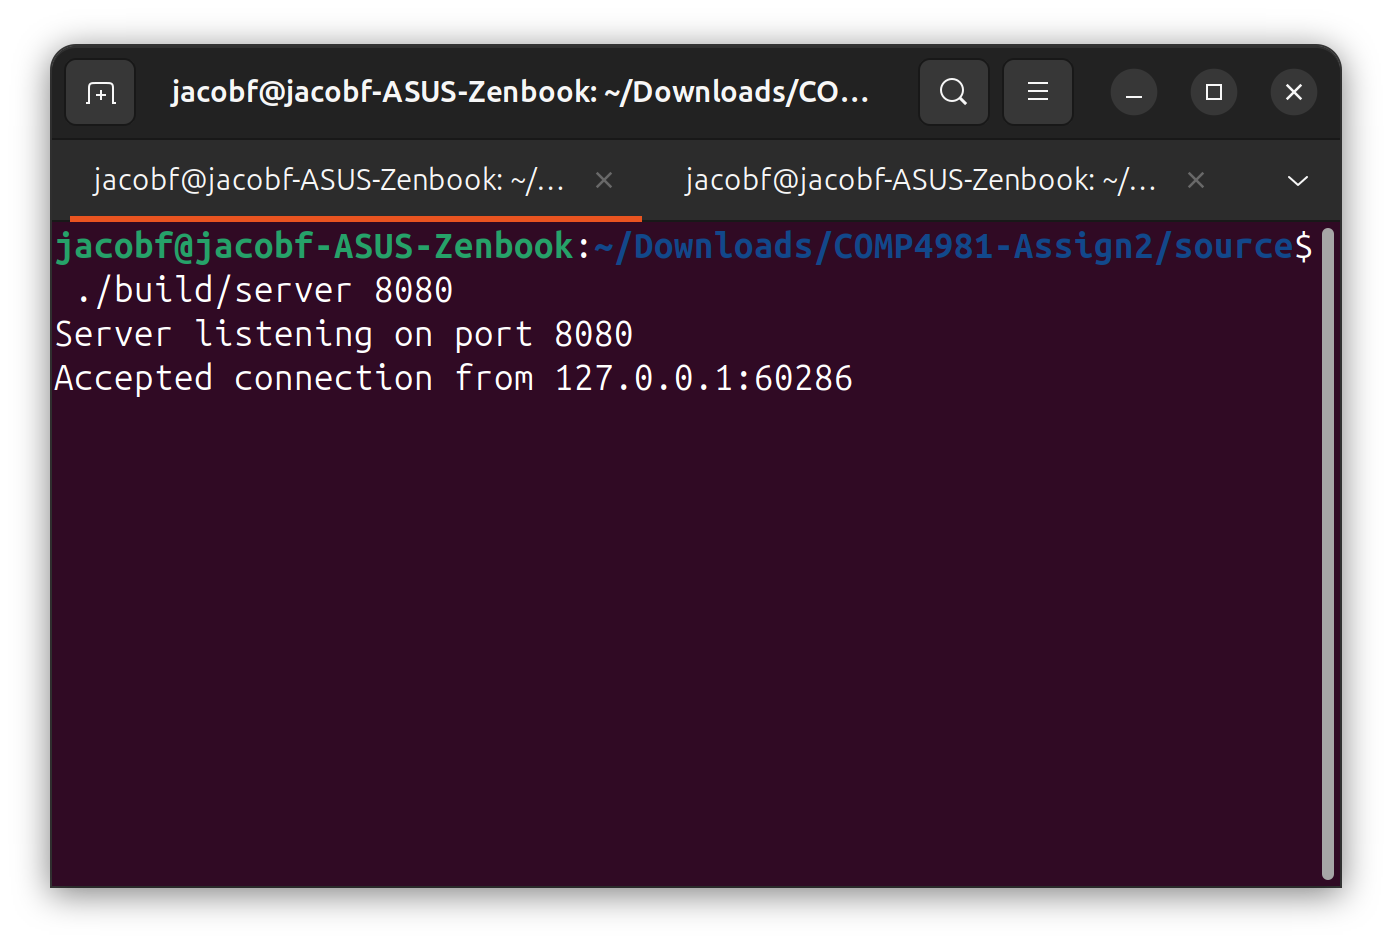 jacobf@jacobf-ASUS-Zenbook: ~/Downloads/CO...
jacobf@jacobf-ASUS-Zenbook: ~/... jacobf@jacobf-ASUS-Zenbook: ~/...
jacobf@jacobf-ASUS-Zenbook:~/Downloads/COMP4981-Assign2/source$
./build/server 8080
Server listening on port 8080
Accepted connection from 127.0.0.1:60286